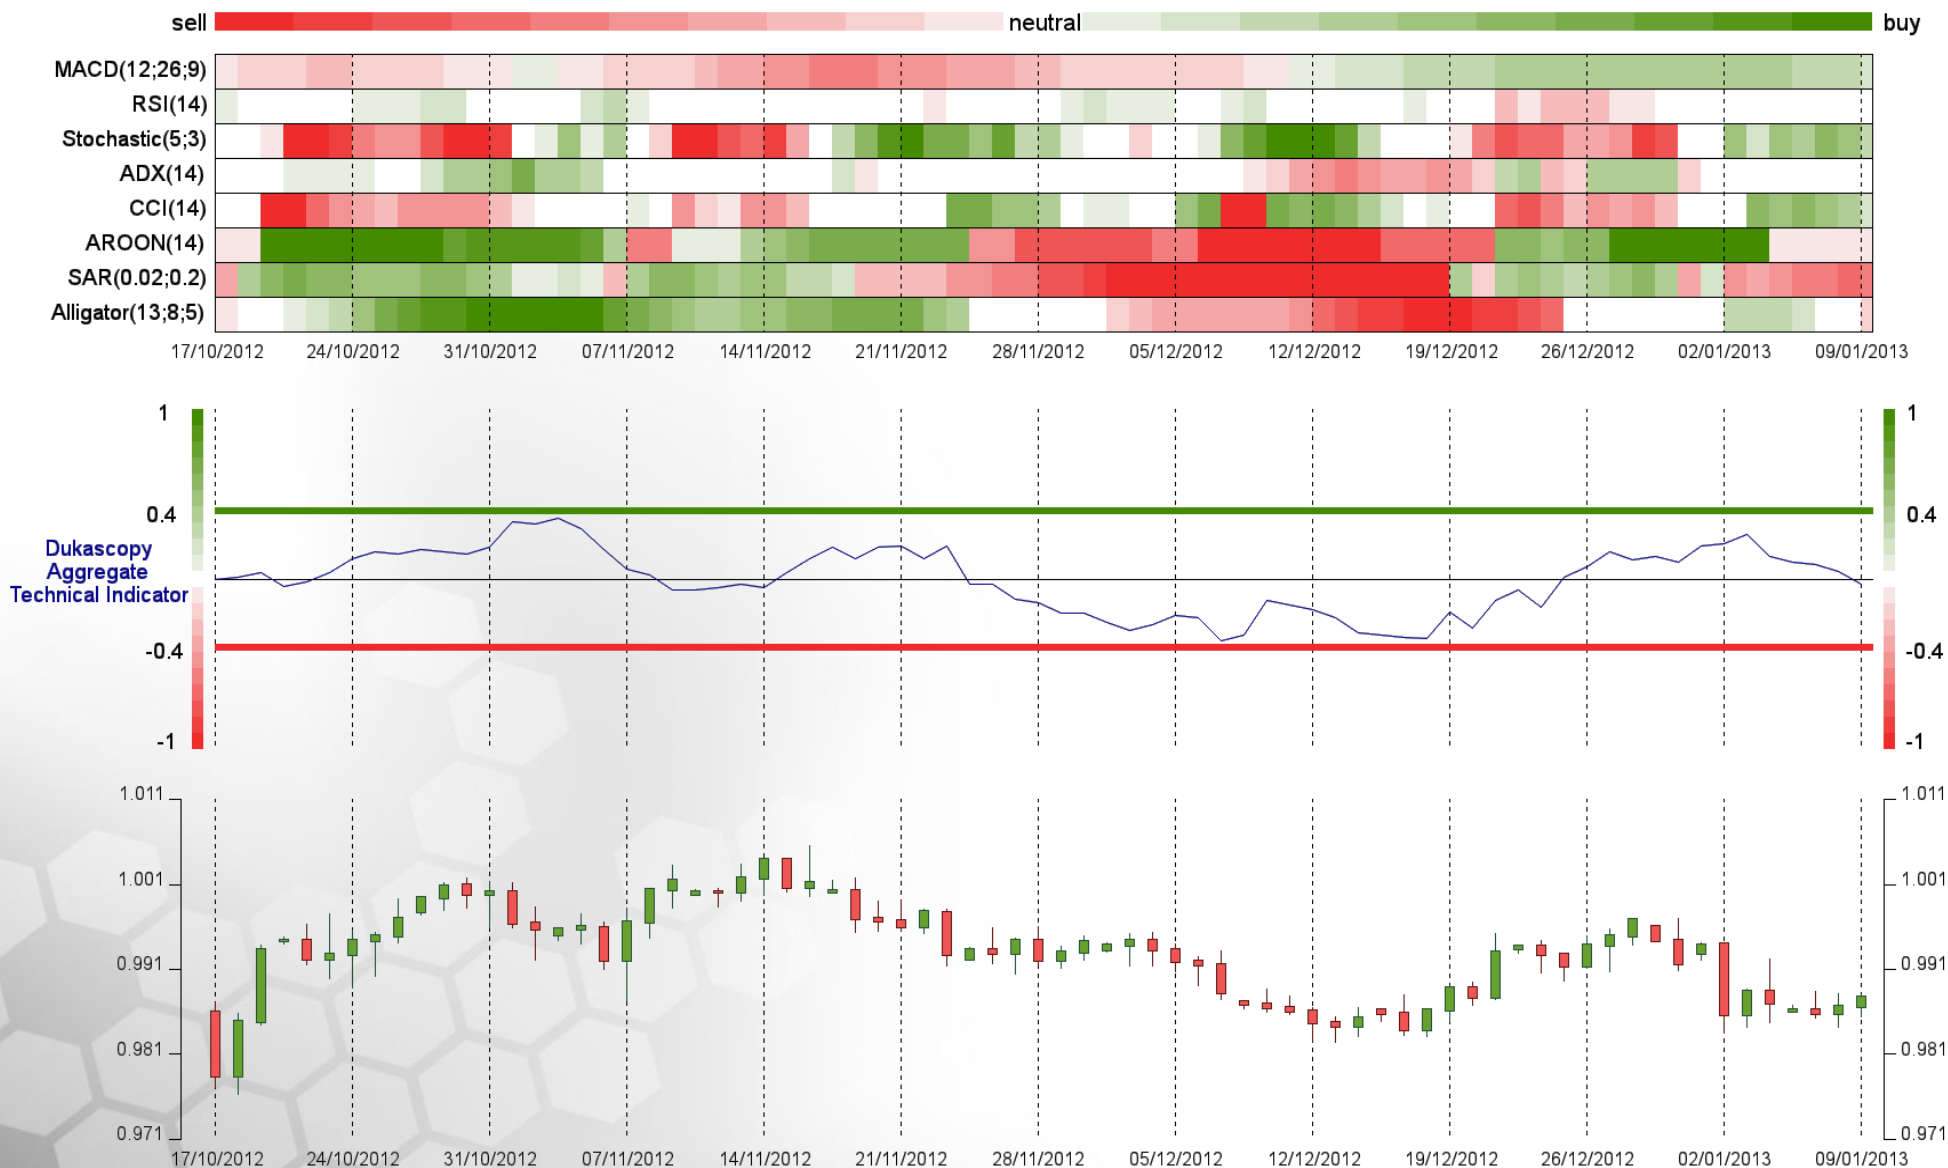 sell neutral buy
MACD(12;26;9)
RSI(14)
Stochastic(5;3)
ADX(14)
CCI(14)
AROON(14)
SAR(0.02;0.2)
Alligator(13;8;5)
17/10/2012 24/10/2012 31/10/2012 07/11/2012 14/11/2012 21/11/2012 28/11/2012 05/12/2012 12/12/2012 19/12/2012 26/12/2012 02/01/2013 09/01/2013
1 1
0.4 0.4
Dukascopy
Aggregate
Technical Indicator
-0.4 -0.4
-1 -1
1.011 1.011
1.001 1.001
0.991 0.991
0.981 0.981
0.971 0.971
17/10/2012 24/10/2012 31/10/2012 07/11/2012 14/11/2012 21/11/2012 28/11/2012 05/12/2012 12/12/2012 19/12/2012 26/12/2012 02/01/2013 09/01/2013